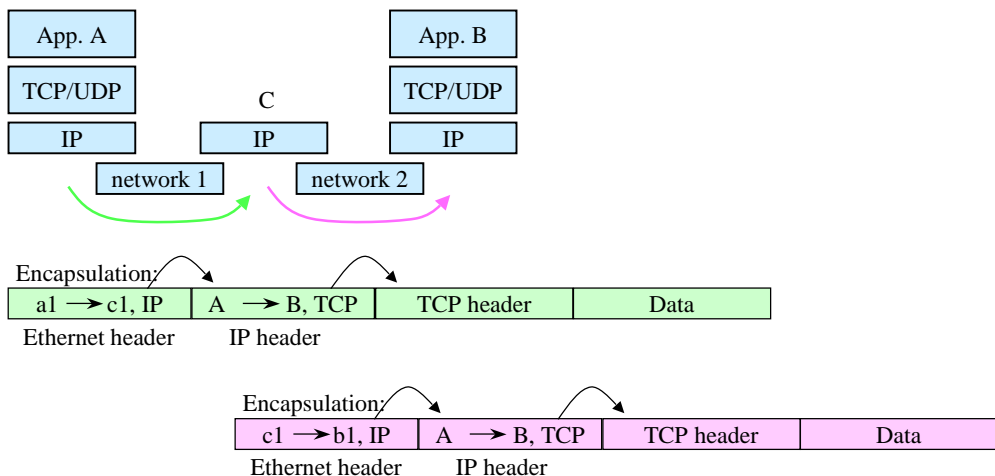 App. A App. B
TCP/UDP TCP/UDP
C
IP IP IP
network 1 network 2
Encapsulation:
a1 → c1, IP A → B, TCP TCP header Data
Ethernet header IP header
Encapsulation:
c1 → b1, IP A → B, TCP TCP header Data
Ethernet header IP header